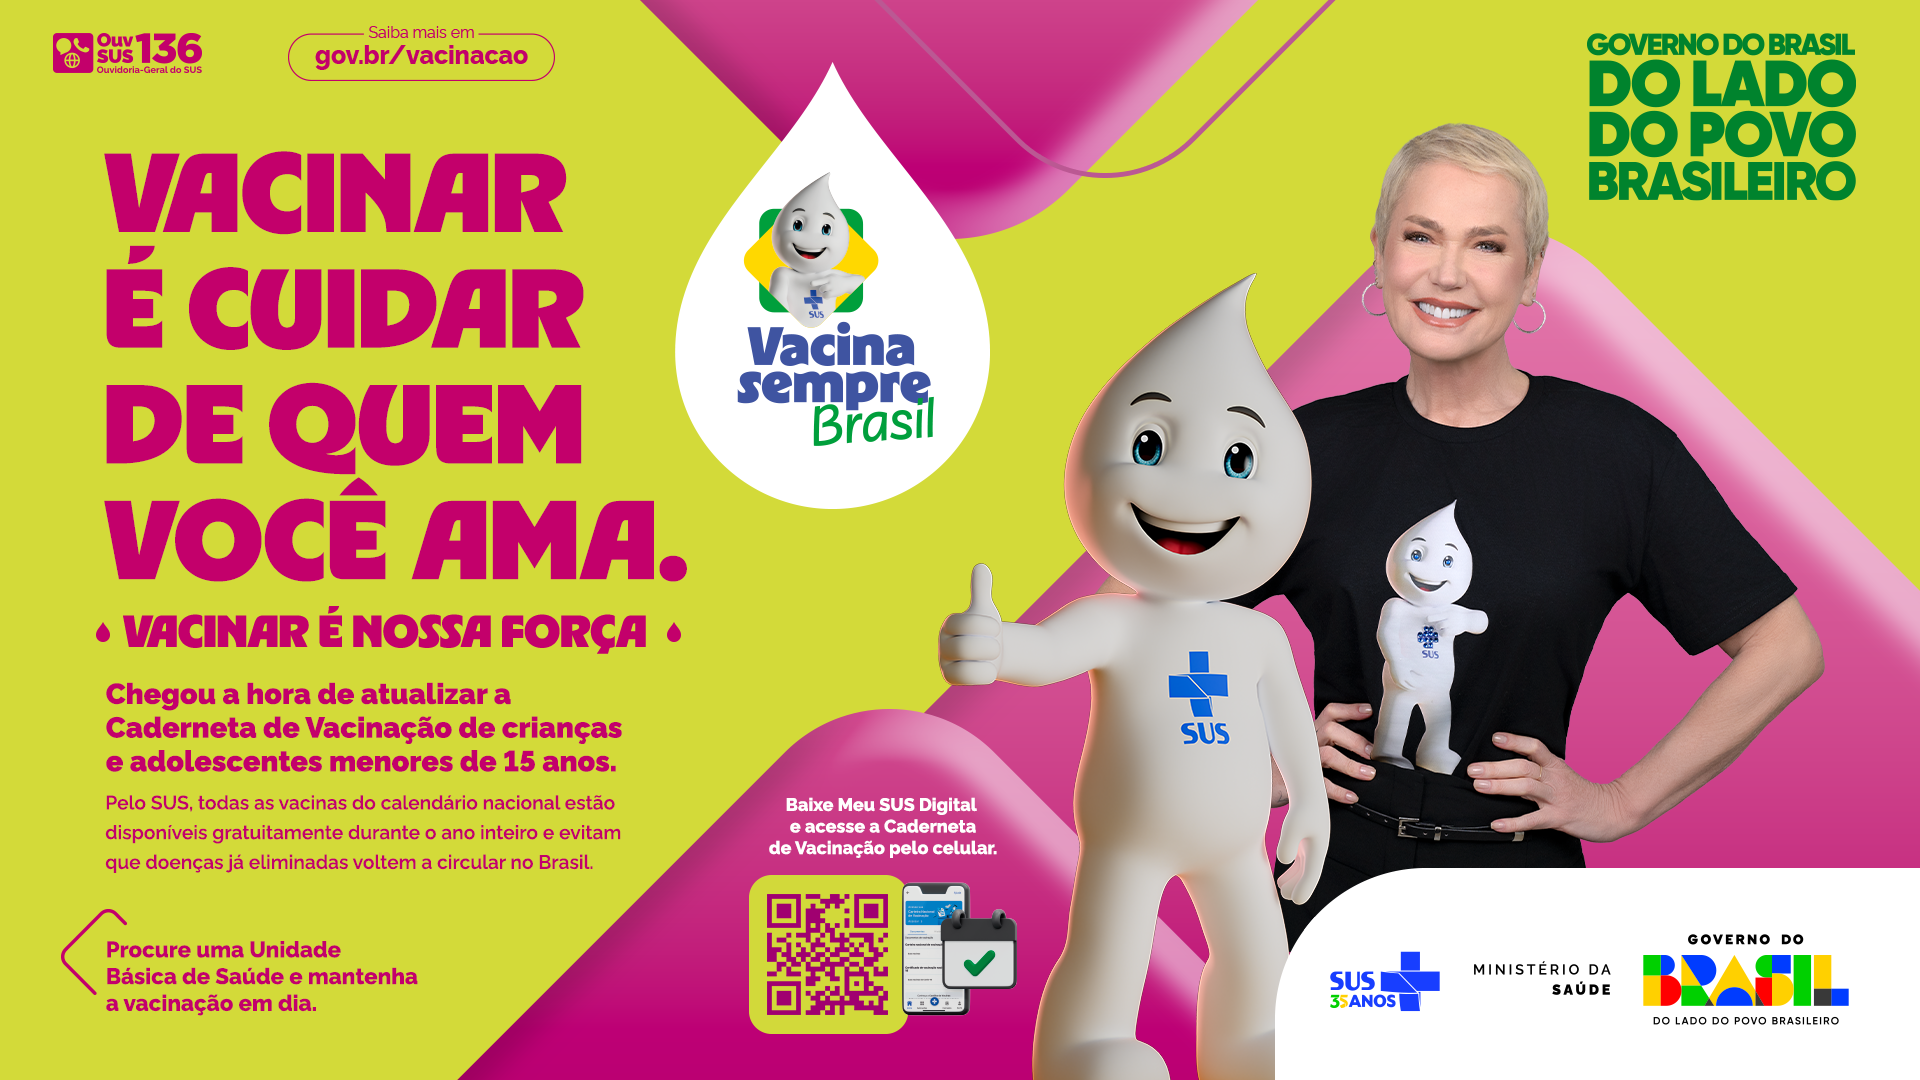 Ouv
SUS 136
Ouvidoria-Geral do SUS
Saiba mais em
gov.br/vacinacao
GOVERNO DO BRASIL
DO LADO
DO POVO
BRASILEIRO
VACINAR
É CUIDAR
DE QUEM
VOCÊ AMA.
VACINAR É NOSSA FORÇA
Chegou a hora de atualizar a
Caderneta de Vacinação de crianças
e adolescentes menores de 15 anos.
Pelo SUS, todas as vacinas do calendário nacional estão
disponíveis gratuitamente durante o ano inteiro e evitam
que doenças já eliminadas voltem a circular no Brasil.
Procure uma Unidade
Básica de Saúde e mantenha
a vacinação em dia.
SUS
Vacina
sempre
Brasil
SUS
SUS
Baixe Meu SUS Digital
e acesse a Caderneta
de Vacinação pelo celular.
SUS
35 ANOS
MINISTÉRIO DA
SAÚDE
GOVERNO DO
BRASIL
DO LADO DO POVO BRASILEIRO